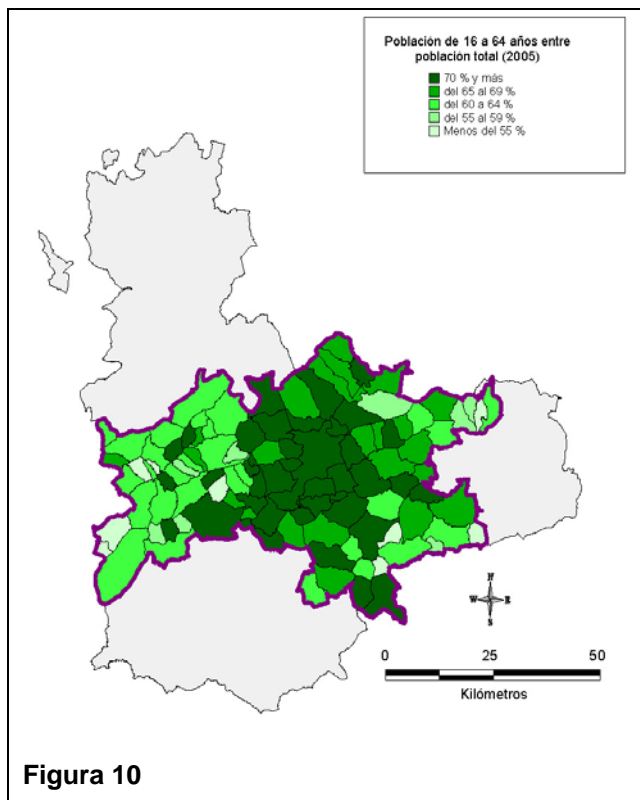 Población de 16 a 64 años entre
población total (2005)
70 % y más
del 65 al 69 %
del 60 a 64 %
del 55 al 59 %
Menos del 55 %
N
W E
S
0 25 50
Kilómetros
Figura 10